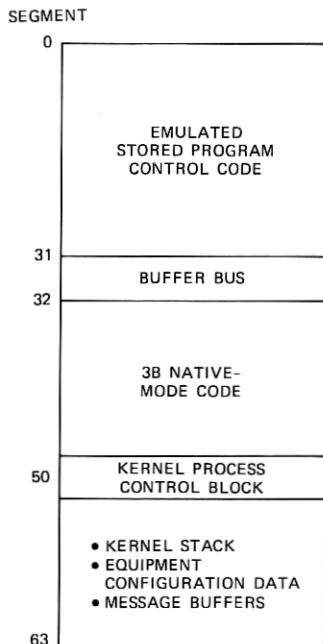 SEGMENT
0
EMULATED
STORED PROGRAM
CONTROL CODE
31
BUFFER BUS
32
3B NATIVE-
MODE CODE
KERNEL PROCESS
50
CONTROL BLOCK
• KERNEL STACK
• EQUIPMENT
CONFIGURATION DATA
• MESSAGE BUFFERS
63